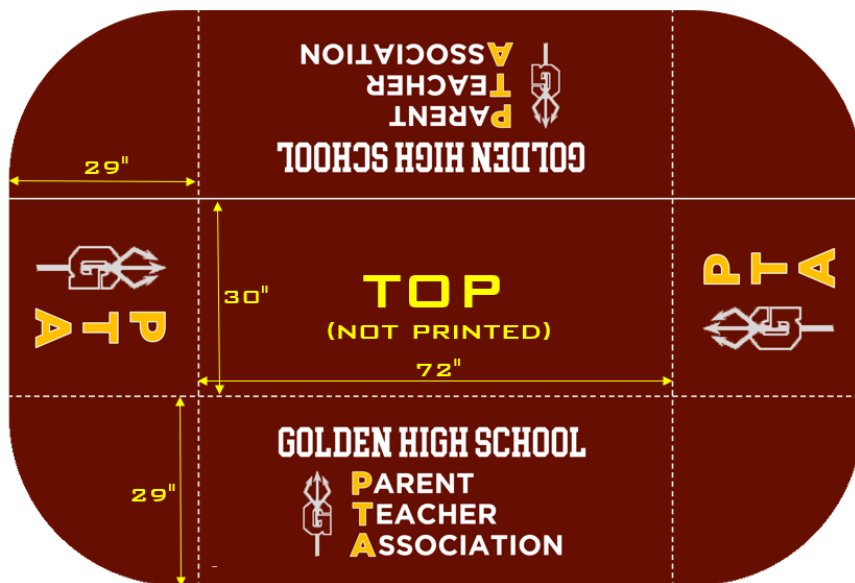 GOLDEN HIGH SCHOOL
PARENT
TEACHER
ASSOCIATION
29"
G
PTA
30"
TOP
(NOT PRINTED)
72"
PTA
G
29"
GOLDEN HIGH SCHOOL
G
PARENT
TEACHER
ASSOCIATION
G